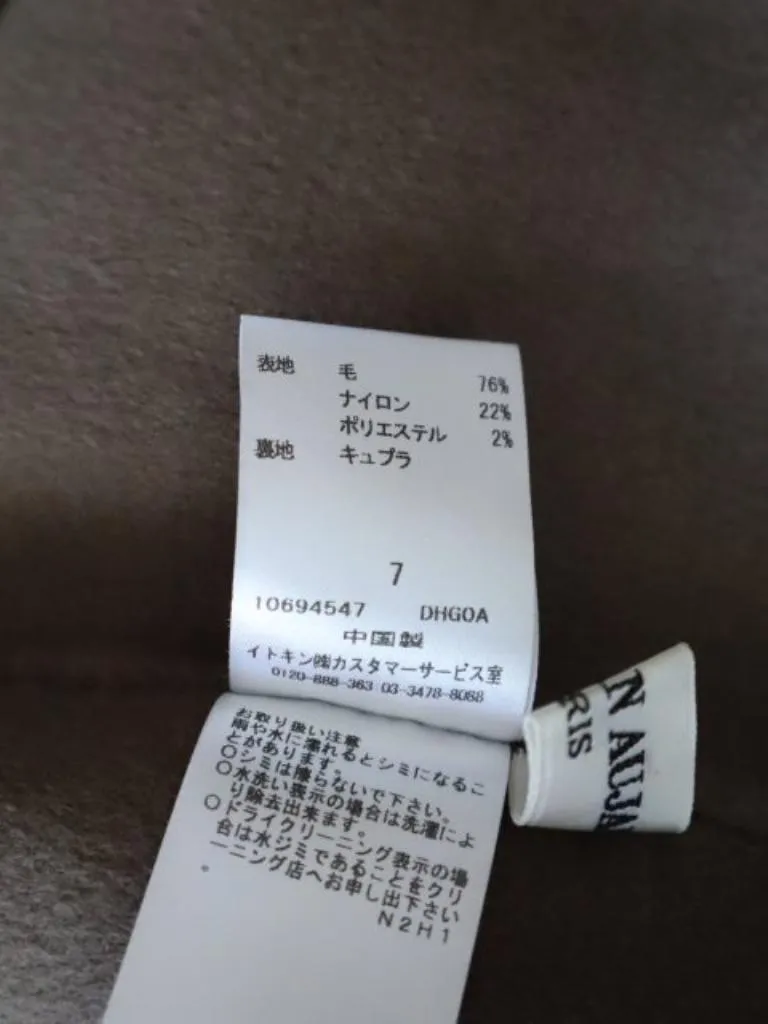 表地 毛 76%
ナイロン 22%
ポリエステル 2%
裏地 キュプラ
7
10694547 DHG0A
中国製
イトキン㈱カスタマーサービス室
0120-888-363 03-3478-8088
お取り扱い注意
雨や水に濡れるとシミになるこ
とがあります。
○シミは擦らないで下さい。
○水洗い表示の場合は洗濯によ
り除去出来ます。
○ドライクリーニング表示の場
合は水ジミであることをクリ
ーニング店へお申し出下さい
N2H1
N AUJA
RIS